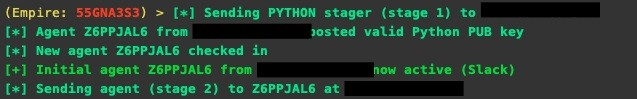 (Empire: 55GNA3S3) > [*] Sending PYTHON stager (stage 1) to
[*] Agent Z6PPJAL6 from posted valid Python PUB key
[*] New agent Z6PPJAL6 checked in
[+] Initial agent Z6PPJAL6 from now active (Slack)
[*] Sending agent (stage 2) to Z6PPJAL6 at